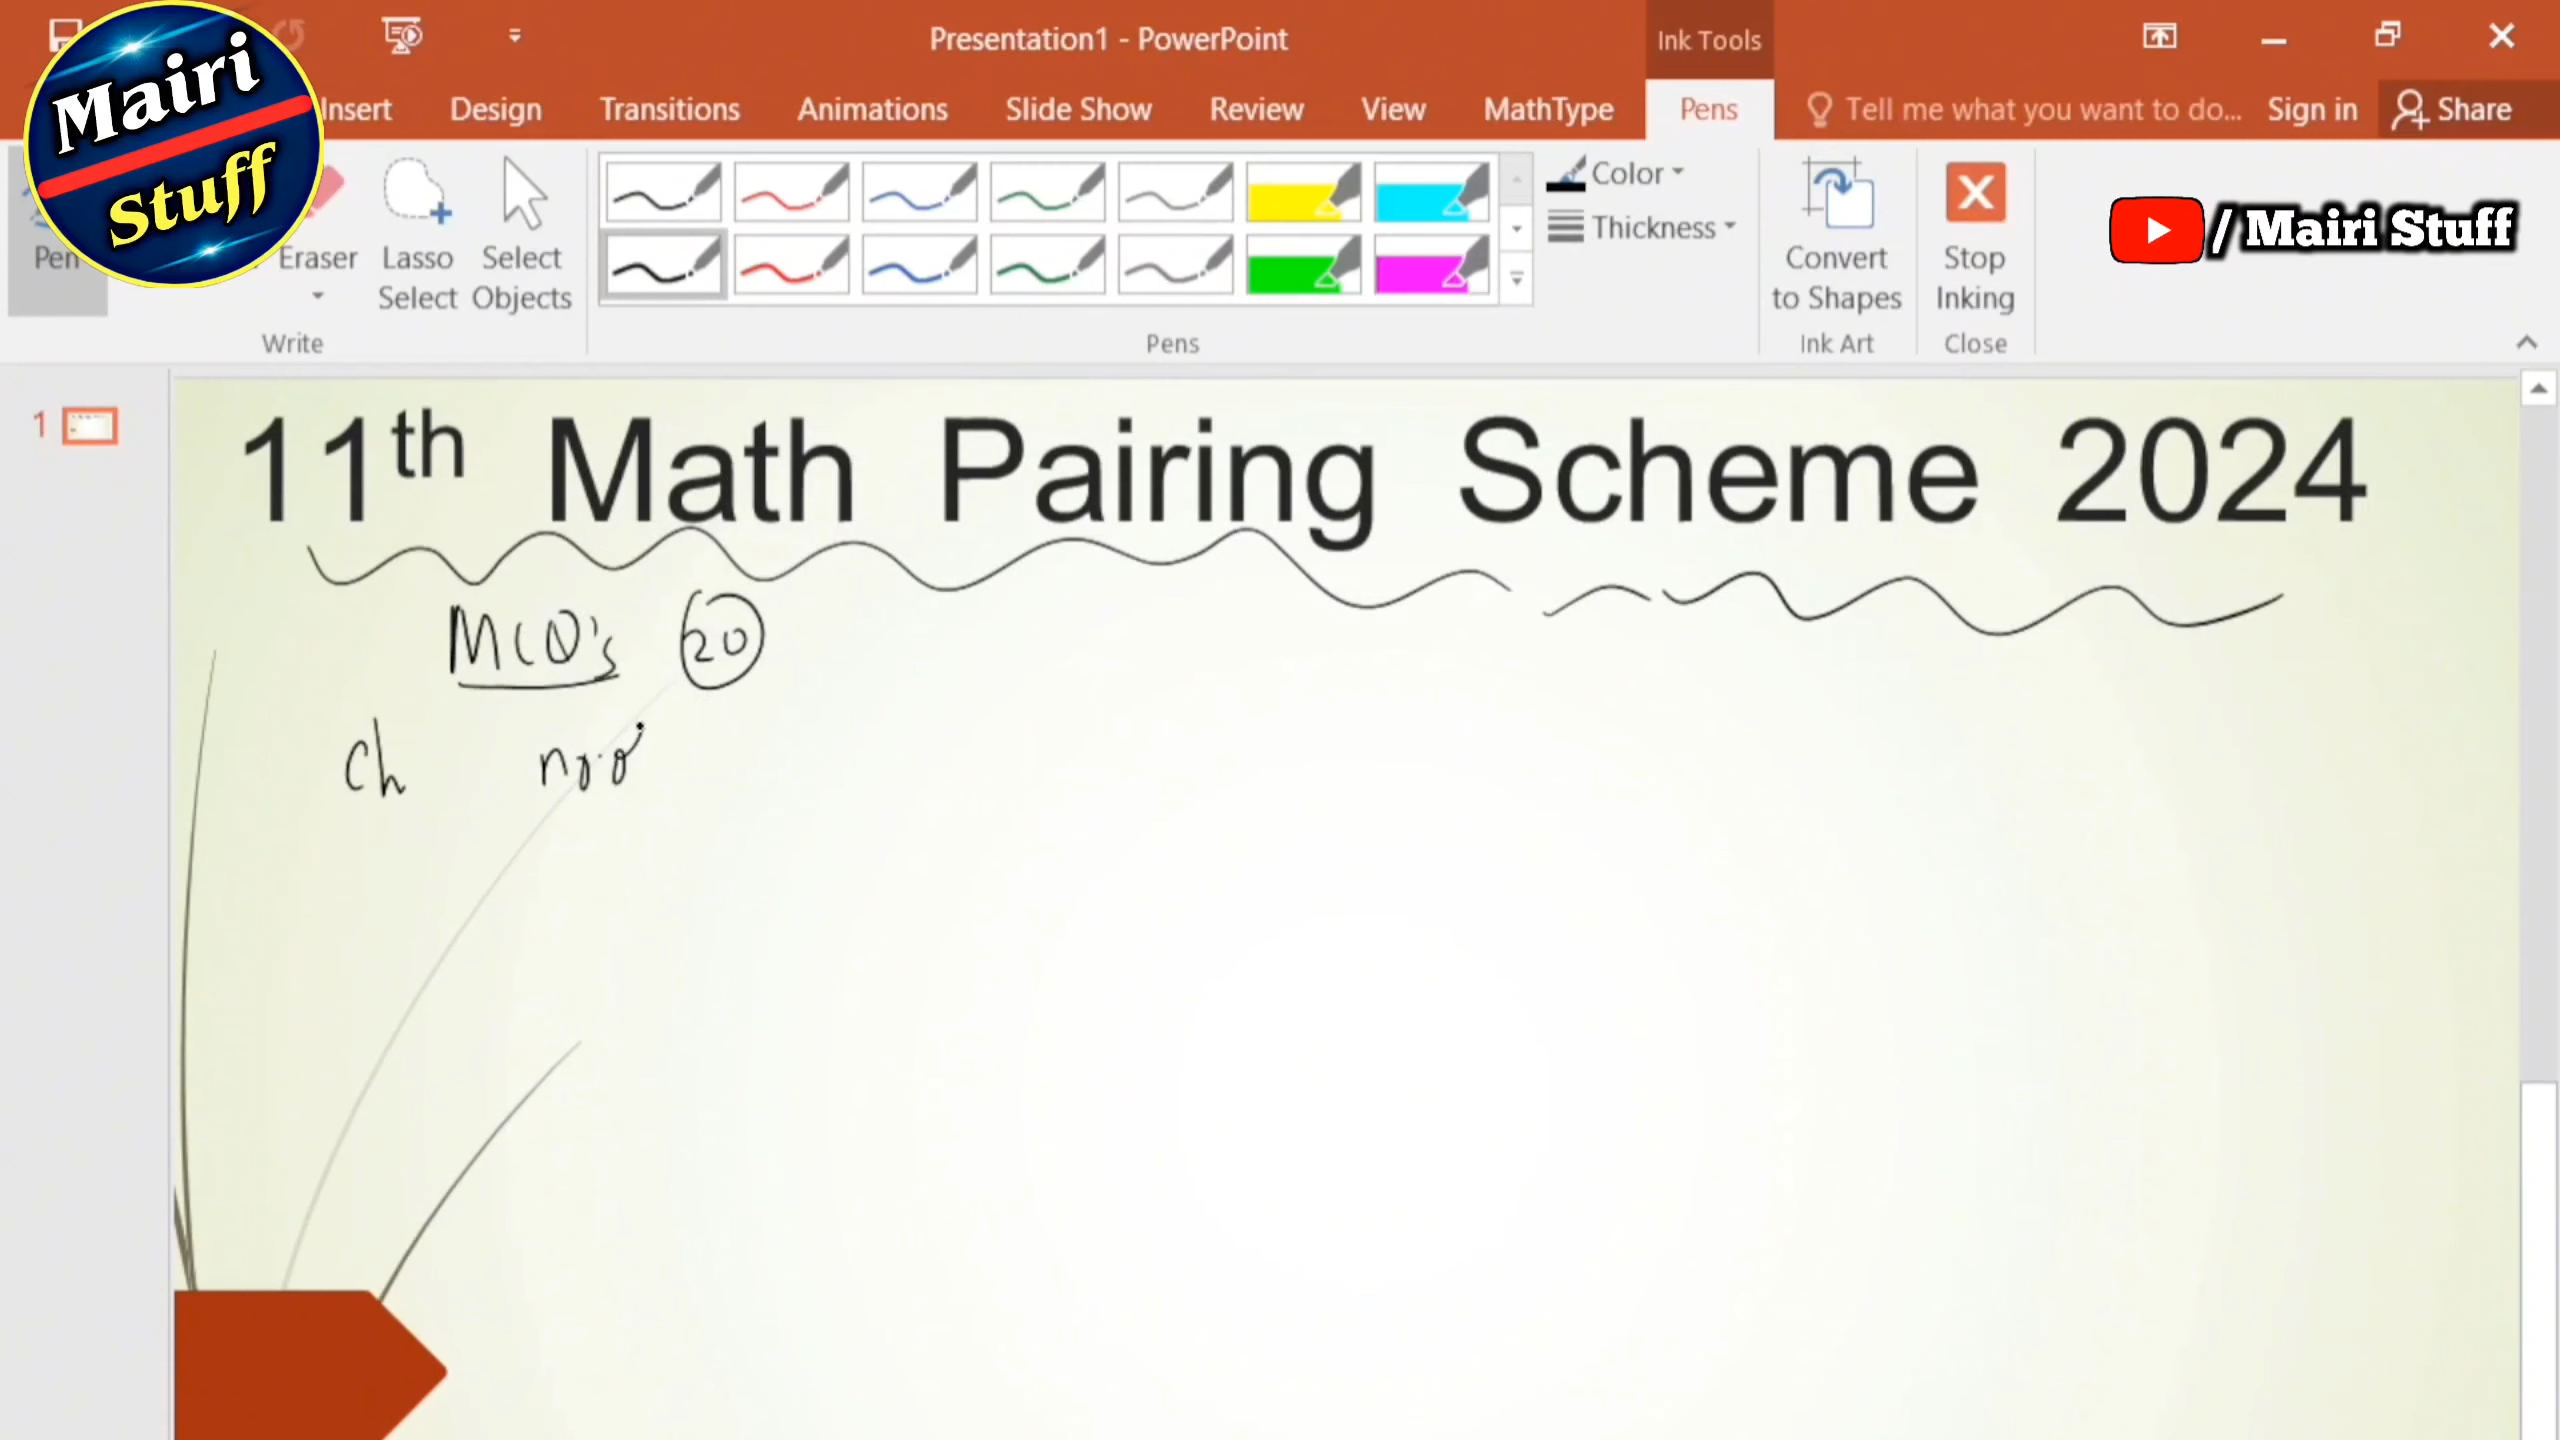 Presentation1 - PowerPoint
Ink Tools
Mairi
Stuff
Insert Design Transitions Animations Slide Show Review View MathType Pens Tell me what you want to do... Sign in Share
Pen
Eraser
Lasso Select
Select Objects
Write
Pens
Color
Thickness
Convert to Shapes
Ink Art
Stop Inking
Close
/ Mairi Stuff
1
11th Math Pairing Scheme 2024
MCQ's 20
Ch no.o